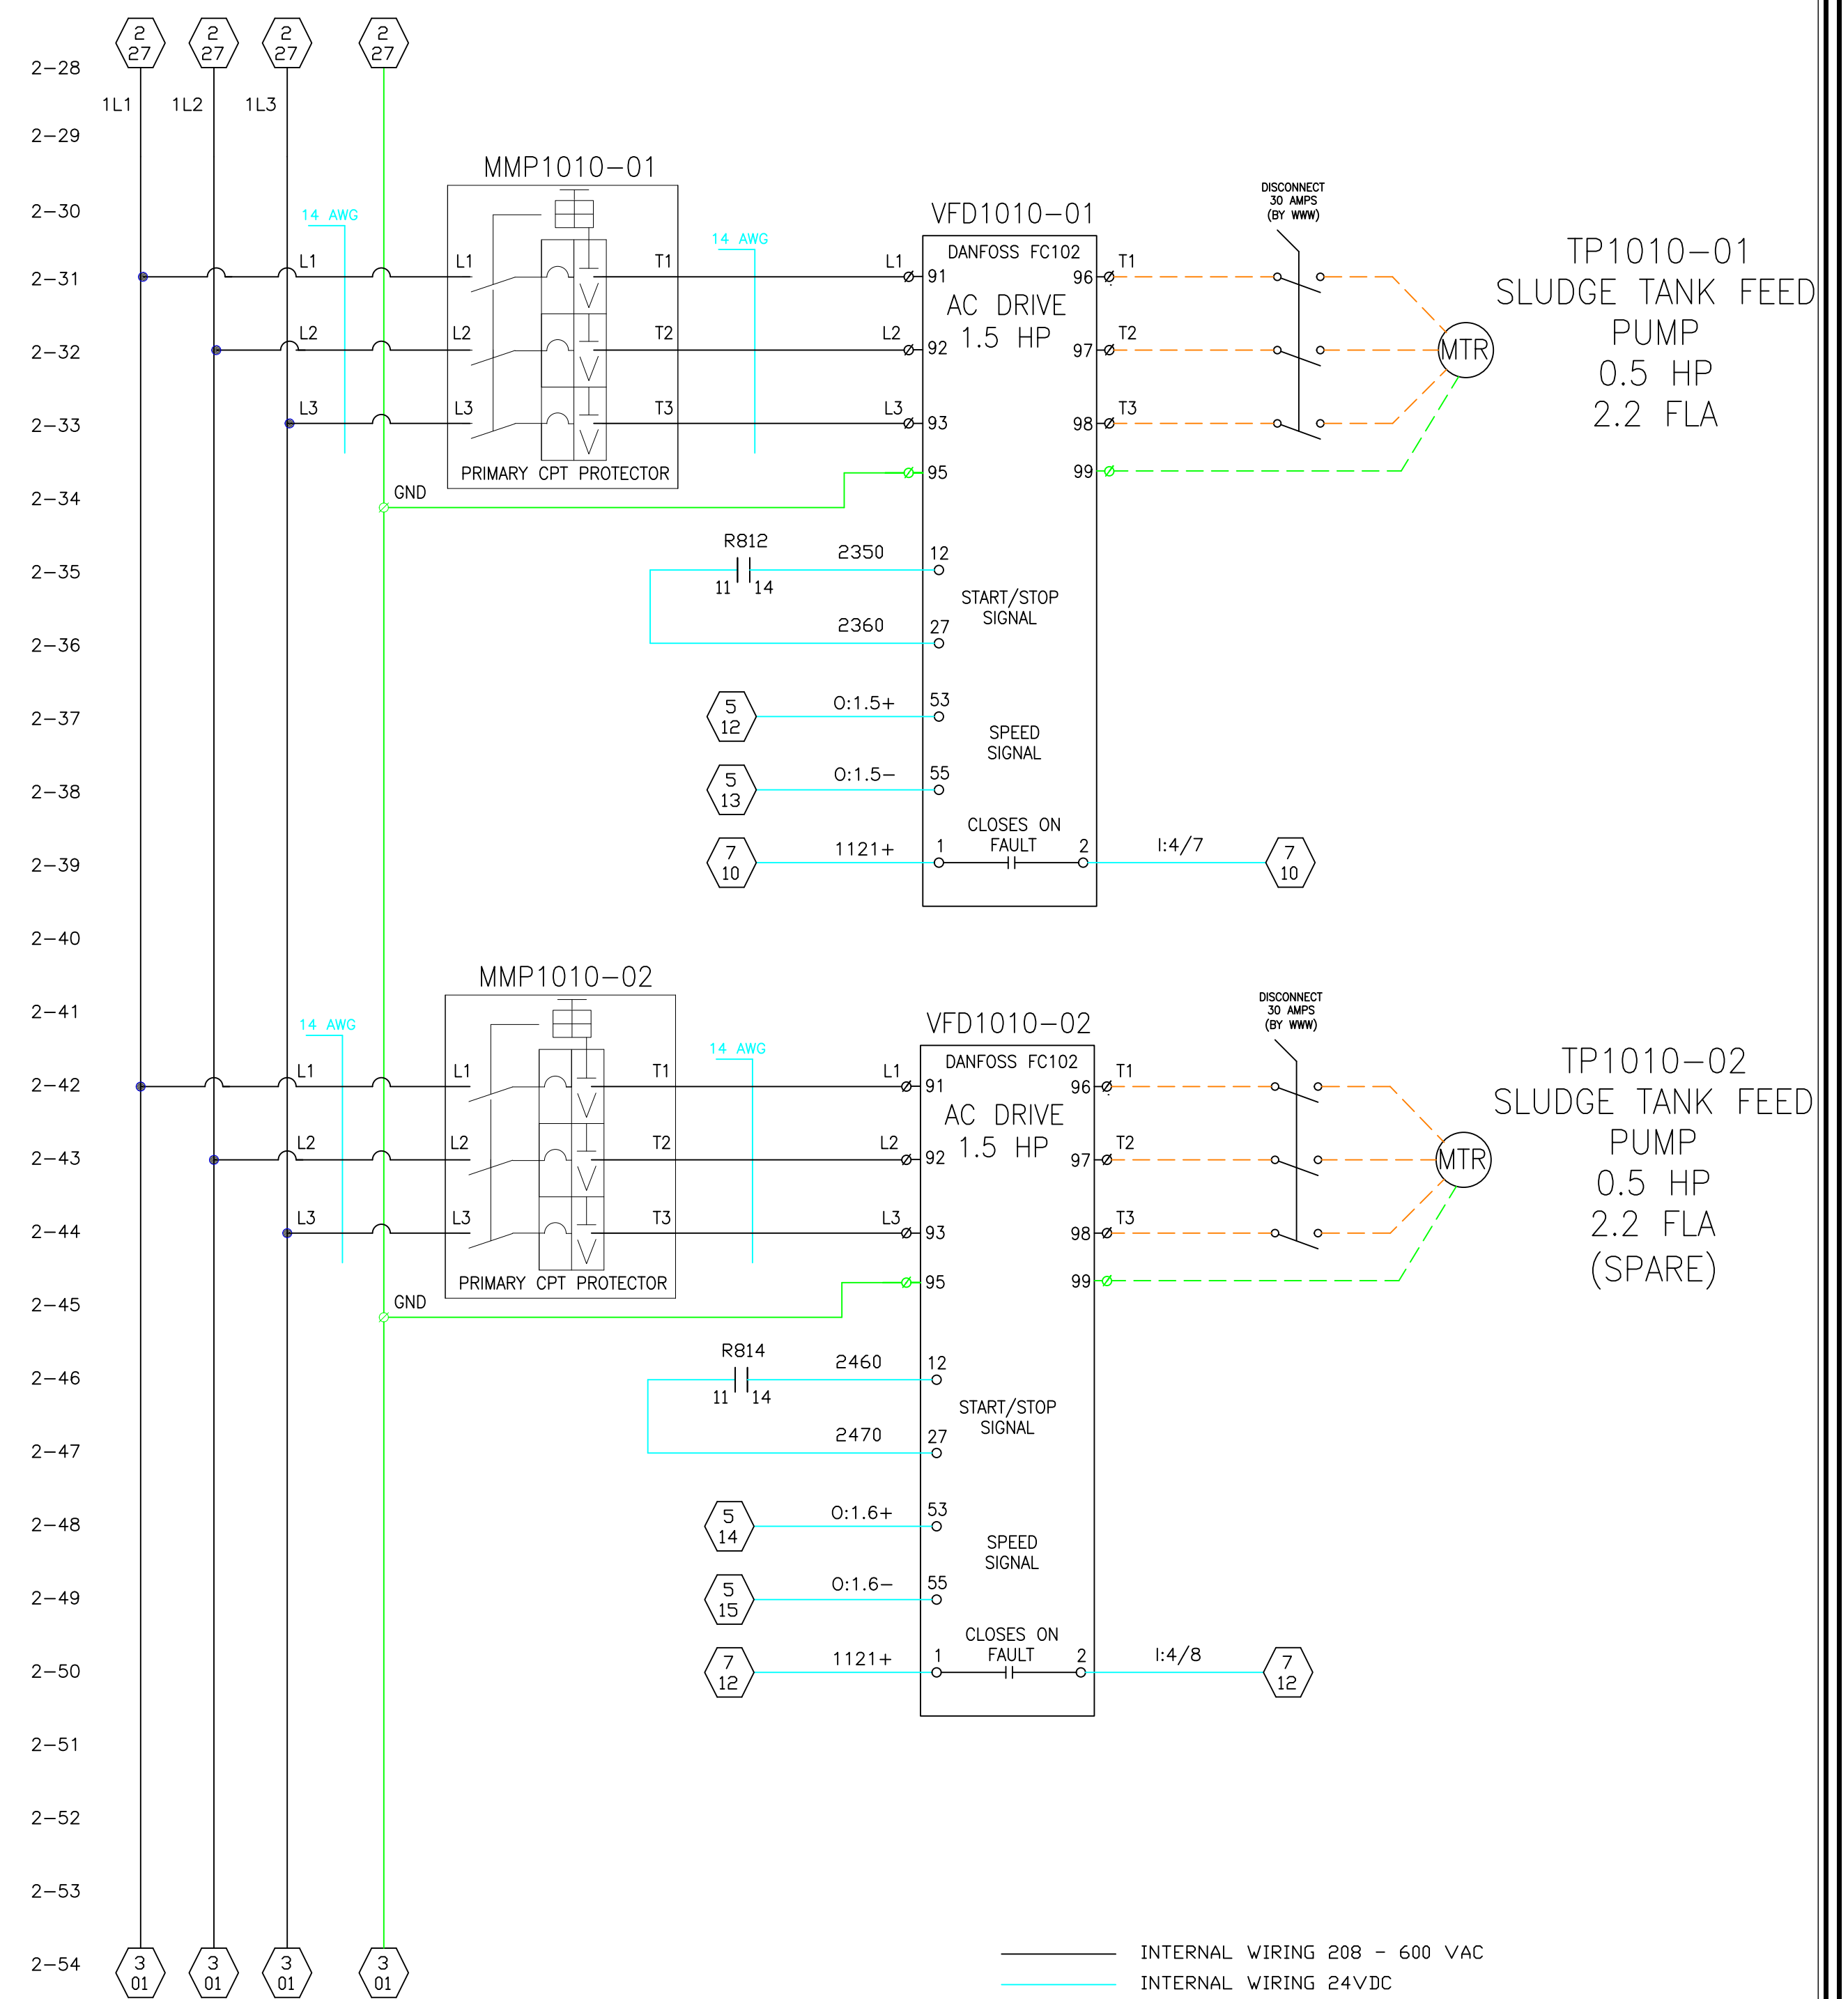 2 27
2 27
2 27
2 27
2-28
1L1 1L2 1L3
2-29
MMP1010-01
2-30
14 AWG
14 AWG
VFD1010-01
DISCONNECT
30 AMPS
(BY WWW)
DANFOSS FC102
AC DRIVE
1.5 HP
TP1010-01
SLUDGE TANK FEED
PUMP
0.5 HP
2.2 FLA
2-31
L1 L1 T1 L1 91 96 T1
2-32
L2 L2 T2 L2 92 97 T2
MTR
2-33
L3 L3 T3 L3 93 98 T3
PRIMARY CPT PROTECTOR
95 99
2-34
GND
R812
2350 12
2-35
11 14
START/STOP
SIGNAL
2360 27
2-36
2-37
5 12
O:1.5+ 53
SPEED
SIGNAL
2-38
5 13
O:1.5- 55
CLOSES ON
FAULT
2-39
7 10
1121+ 1 2 I:4/7
7 10
2-40
MMP1010-02
2-41
14 AWG
14 AWG
VFD1010-02
DISCONNECT
30 AMPS
(BY WWW)
DANFOSS FC102
AC DRIVE
1.5 HP
TP1010-02
SLUDGE TANK FEED
PUMP
0.5 HP
2.2 FLA
(SPARE)
2-42
L1 L1 T1 L1 91 96 T1
2-43
L2 L2 T2 L2 92 97 T2
MTR
2-44
L3 L3 T3 L3 93 98 T3
PRIMARY CPT PROTECTOR
95 99
2-45
GND
R814
2460 12
2-46
11 14
START/STOP
SIGNAL
2470 27
2-47
2-48
5 14
O:1.6+ 53
SPEED
SIGNAL
2-49
5 15
O:1.6- 55
CLOSES ON
FAULT
2-50
7 12
1121+ 1 2 I:4/8
7 12
2-51
2-52
2-53
2-54
3 01
3 01
3 01
3 01
INTERNAL WIRING 208 - 600 VAC
INTERNAL WIRING 24VDC